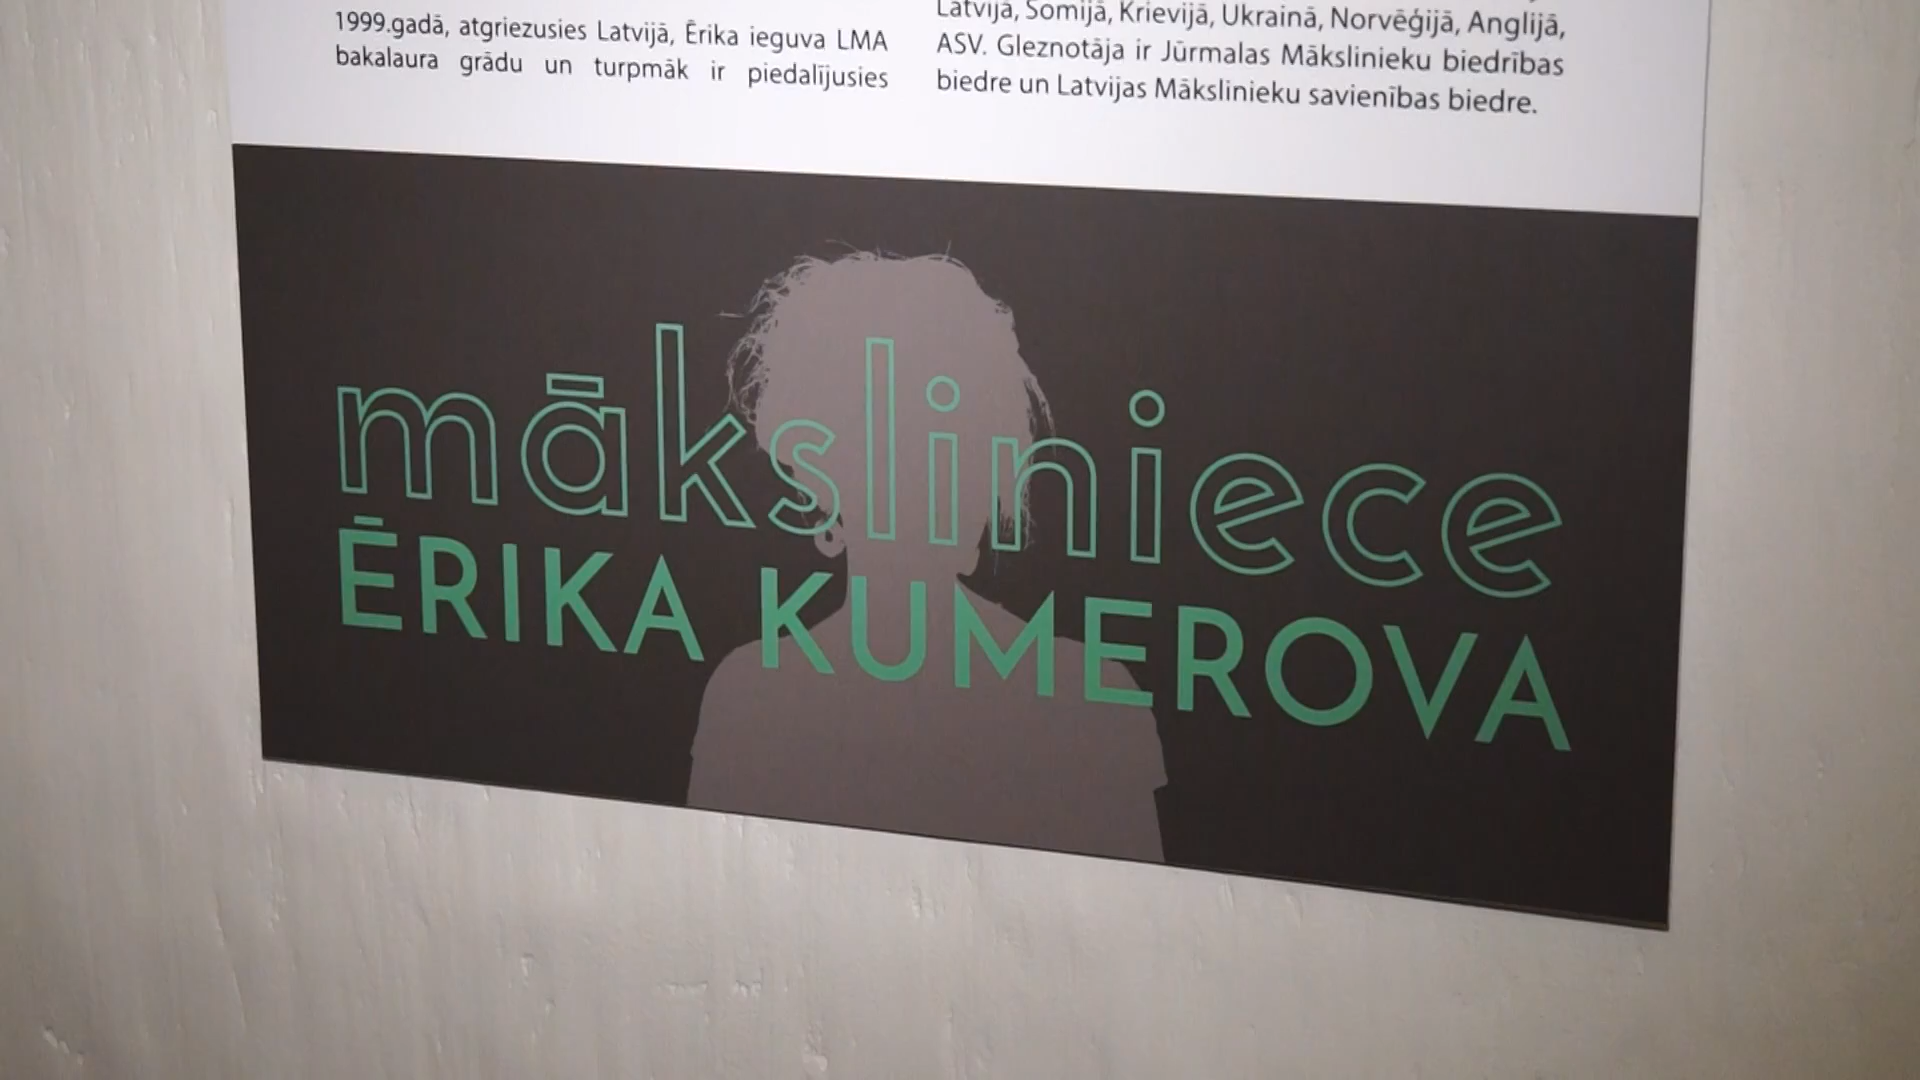 1999.gadā, atgriezusies Latvijā, Ērika ieguva LMA
bakalaura grādu un turpmāk ir piedalījusies
Latvijā, Somijā, Krievijā, Ukrainā, Norvēģijā, Anglijā,
ASV. Gleznotāja ir Jūrmalas Mākslinieku biedrības
biedre un Latvijas Mākslinieku savienības biedre.
māksliniece
ĒRIKA KUMEROVA